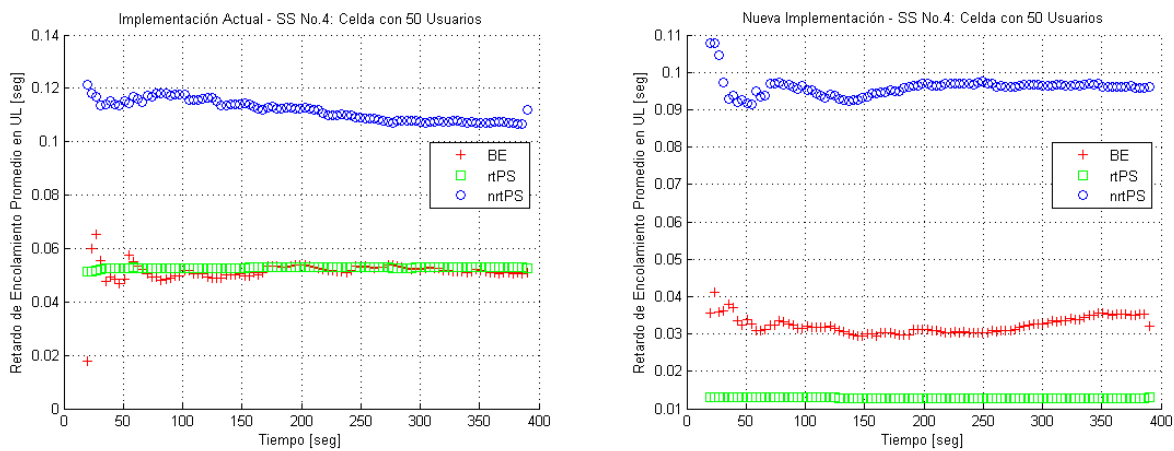 Implementación Actual - SS No.4: Celda con 50 Usuarios
Retardo de Encolamiento Promedio en UL [seg]
0.14
0.12
0.1
0.08
0.06
0.04
0.02
0
BE
rtPS
nrtPS
0 50 100 150 200 250 300 350 400
Tiempo [seg]
Nueva Implementación - SS No.4: Celda con 50 Usuarios
Retardo de Encolamiento Promedio en UL [seg]
0.11
0.1
0.09
0.08
0.07
0.06
0.05
0.04
0.03
0.02
0.01
BE
rtPS
nrtPS
0 50 100 150 200 250 300 350 400
Tiempo [seg]